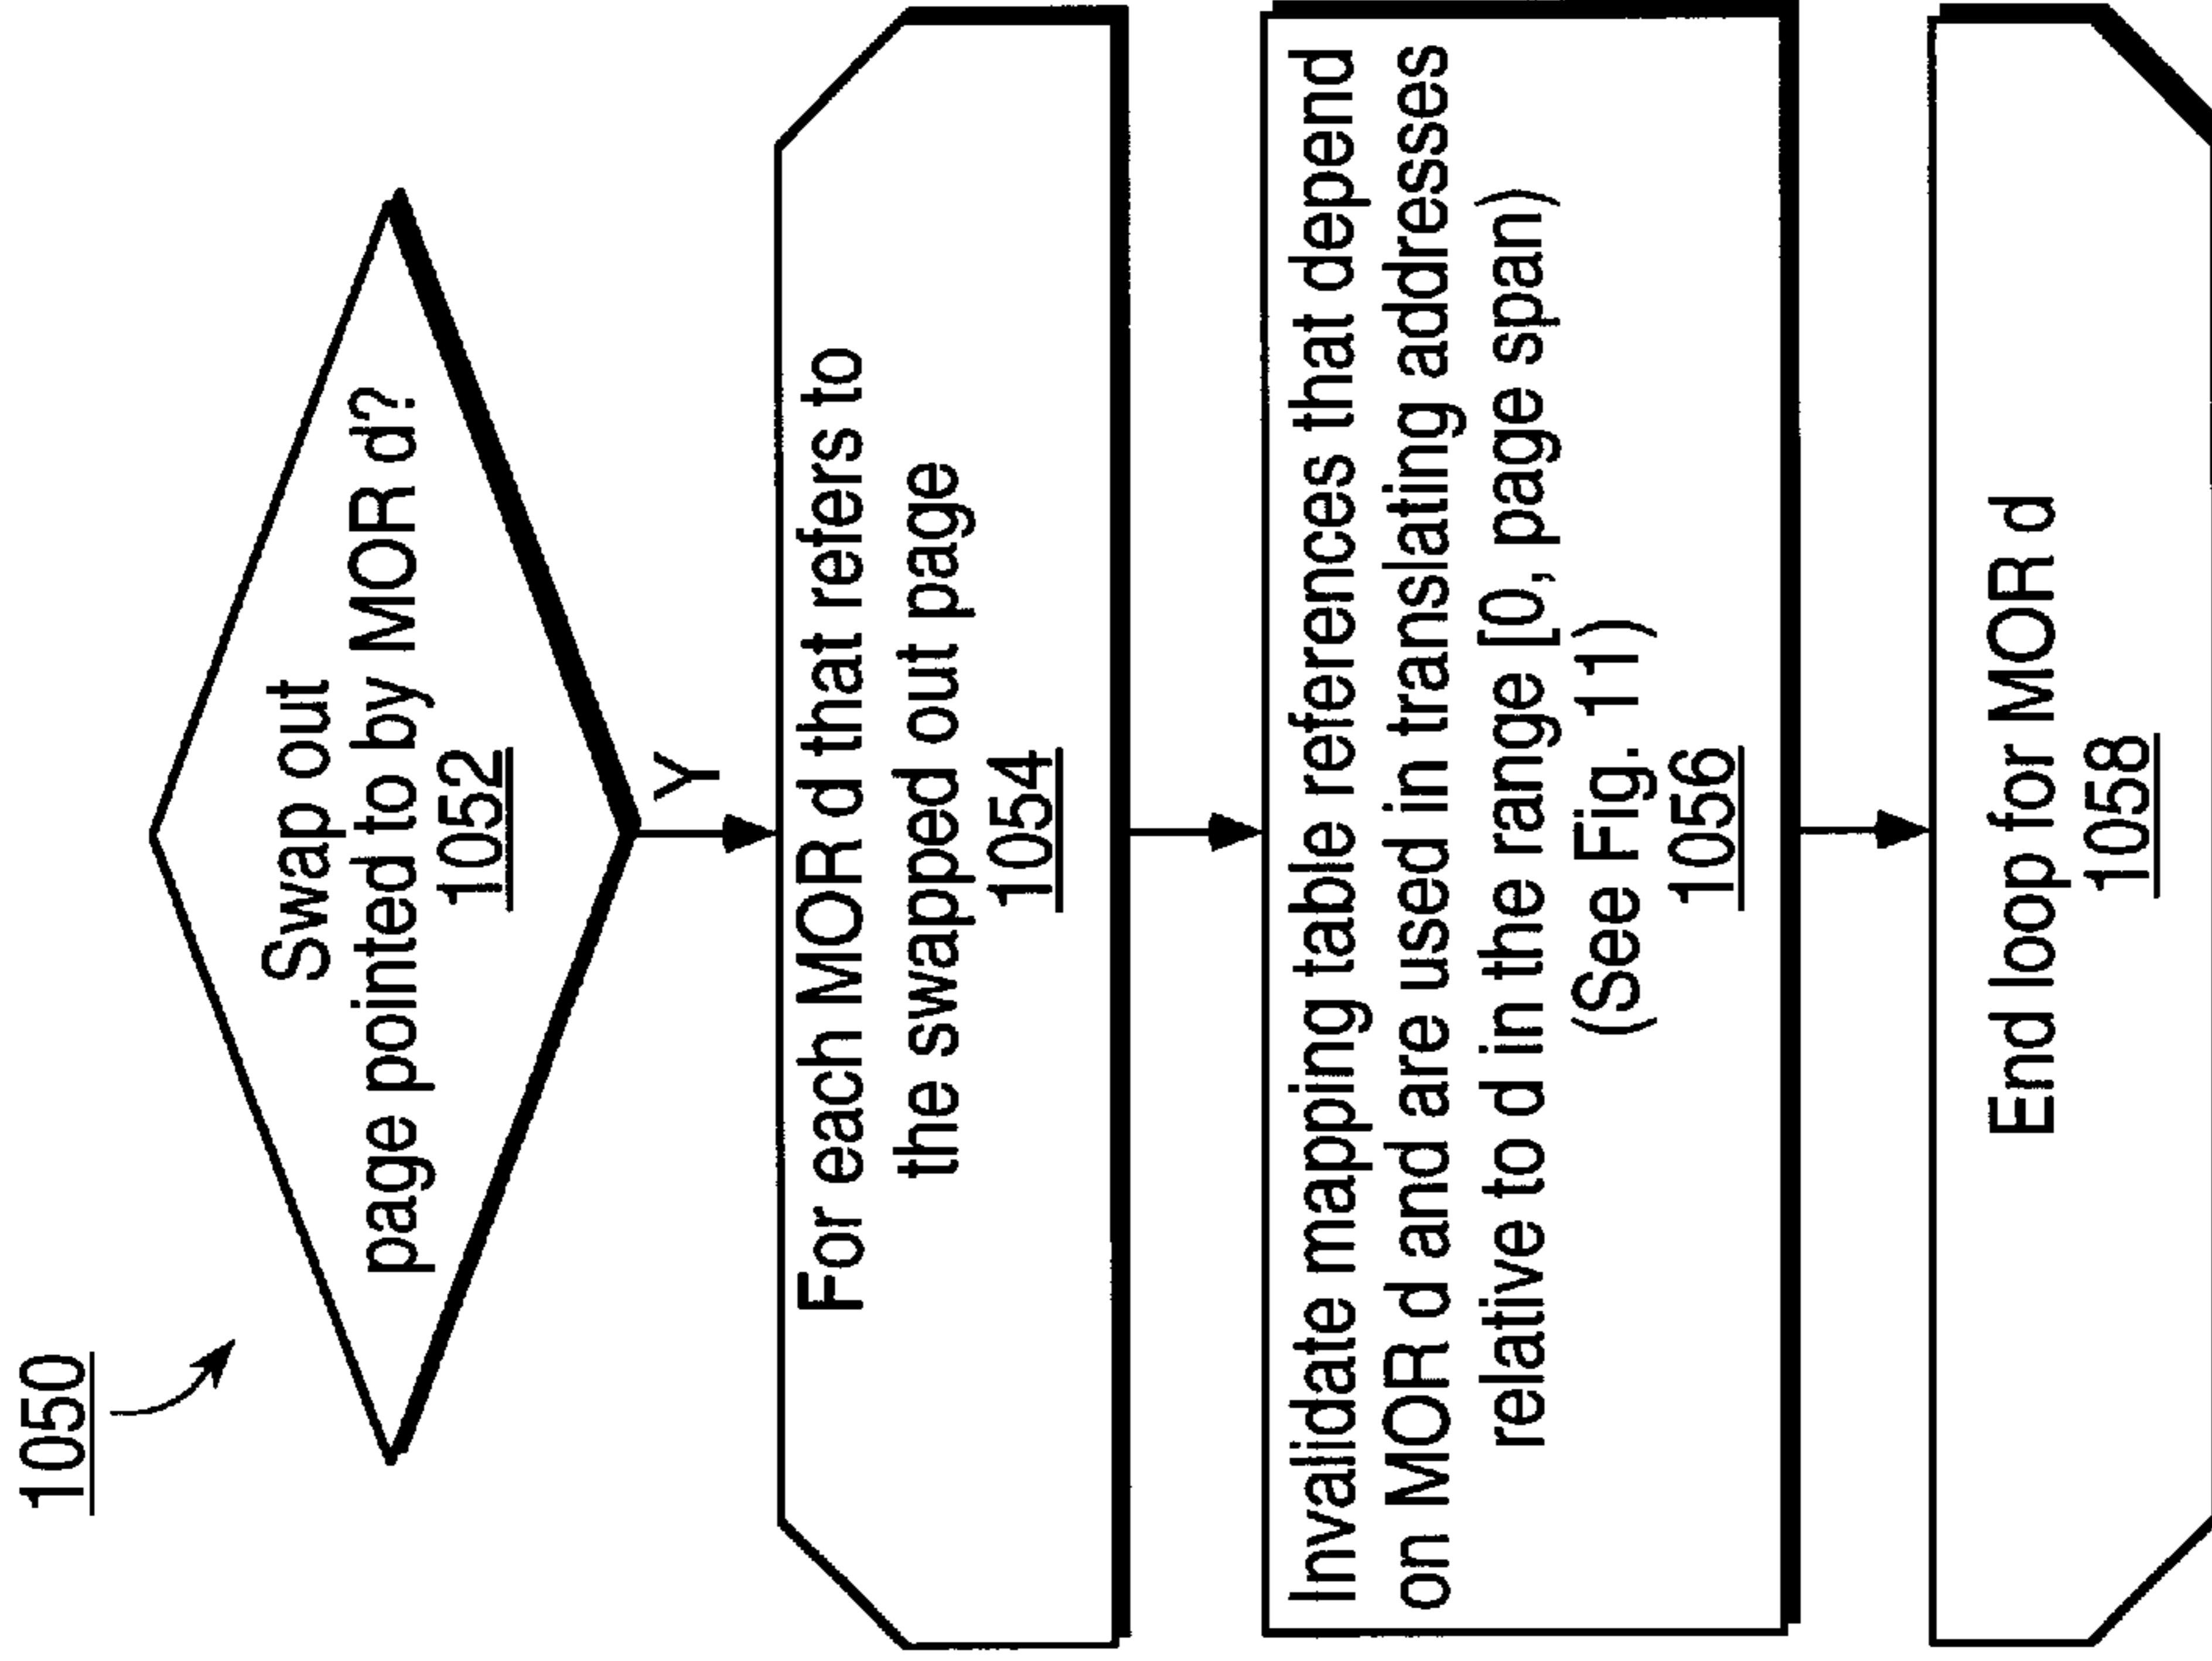 1050
Swap out
page pointed to by MOR d?
1052
Y
For each MOR d that refers to
the swapped out page
1054
Invalidate mapping table references that depend
on MOR d and are used in translating addresses
relative to d in the range [0, page span)
(See Fig. 11)
1056
End loop for MOR d
1058